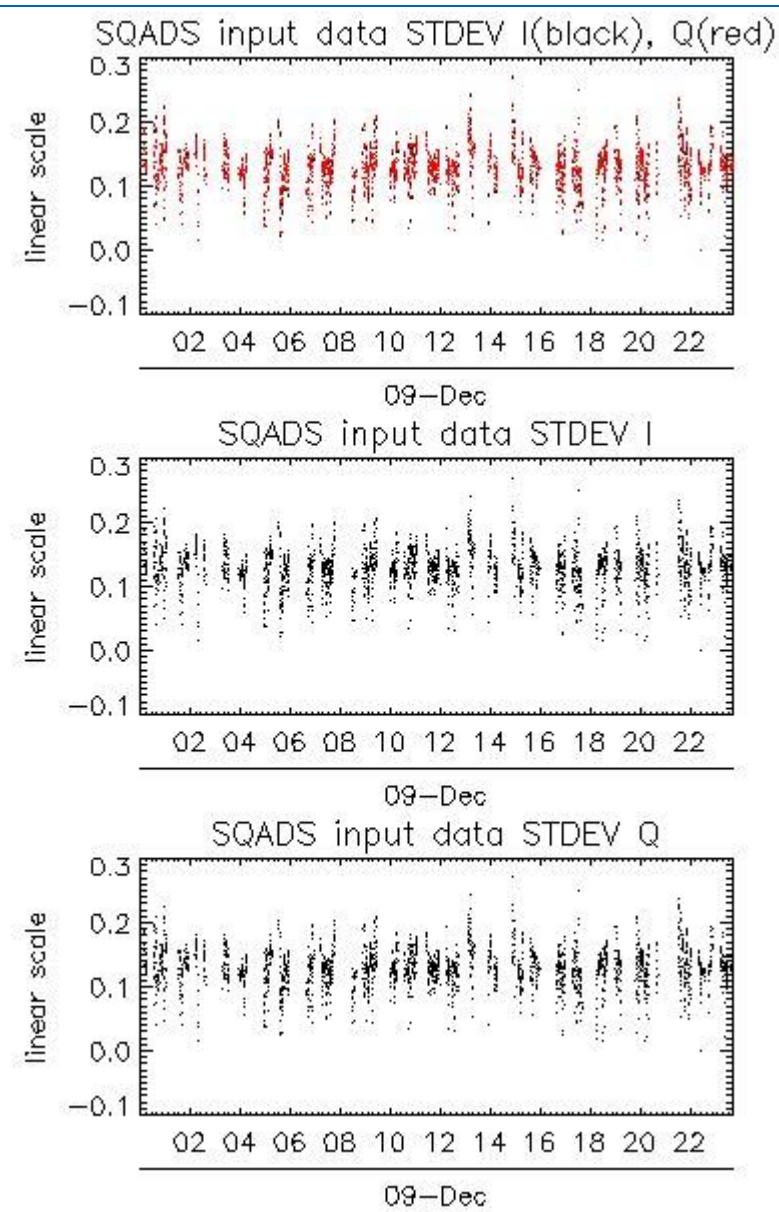 SQADS input data STDEV I(black), Q(red)
0.3
0.2
0.1
0.0
−0.1
linear scale
02 04 06 08 10 12 14 16 18 20 22
09−Dec
SQADS input data STDEV I
0.3
0.2
0.1
0.0
−0.1
linear scale
02 04 06 08 10 12 14 16 18 20 22
09−Dec
SQADS input data STDEV Q
0.3
0.2
0.1
0.0
−0.1
linear scale
02 04 06 08 10 12 14 16 18 20 22
09−Dec